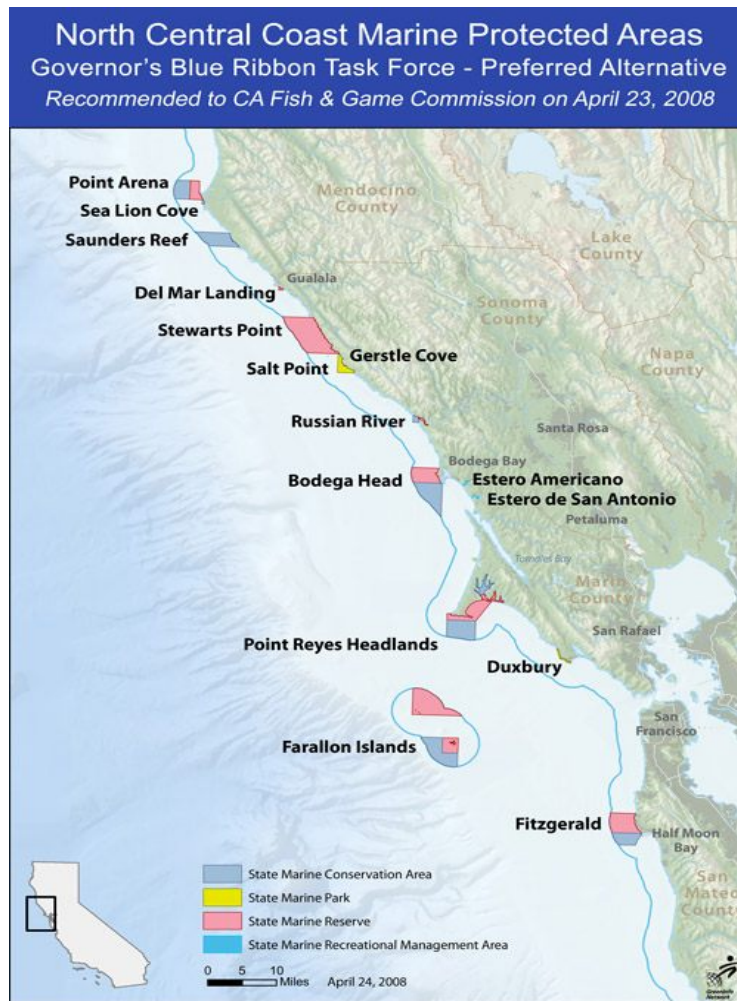 North Central Coast Marine Protected Areas
Governor's Blue Ribbon Task Force - Preferred Alternative
Recommended to CA Fish & Game Commission on April 23, 2008
Point Arena
Sea Lion Cove
Saunders Reef
Mendocino
County
Lake
County
Gualala
Del Mar Landing
Sonoma
County
Stewarts Point
Gerstle Cove
Salt Point
Napa
County
Russian River
Santa Rosa
Bodega Bay
Bodega Head
Estero Americano
Estero de San Antonio
Petaluma
Tomales Bay
Marin
County
Point Reyes Headlands
San Rafael
Duxbury
San
Francisco
Farallon Islands
Fitzgerald
Half Moon
Bay
San
Mateo
County
State Marine Conservation Area
State Marine Park
State Marine Reserve
State Marine Recreational Management Area
0 5 10
Miles
April 24, 2008
GreenInfo
Network